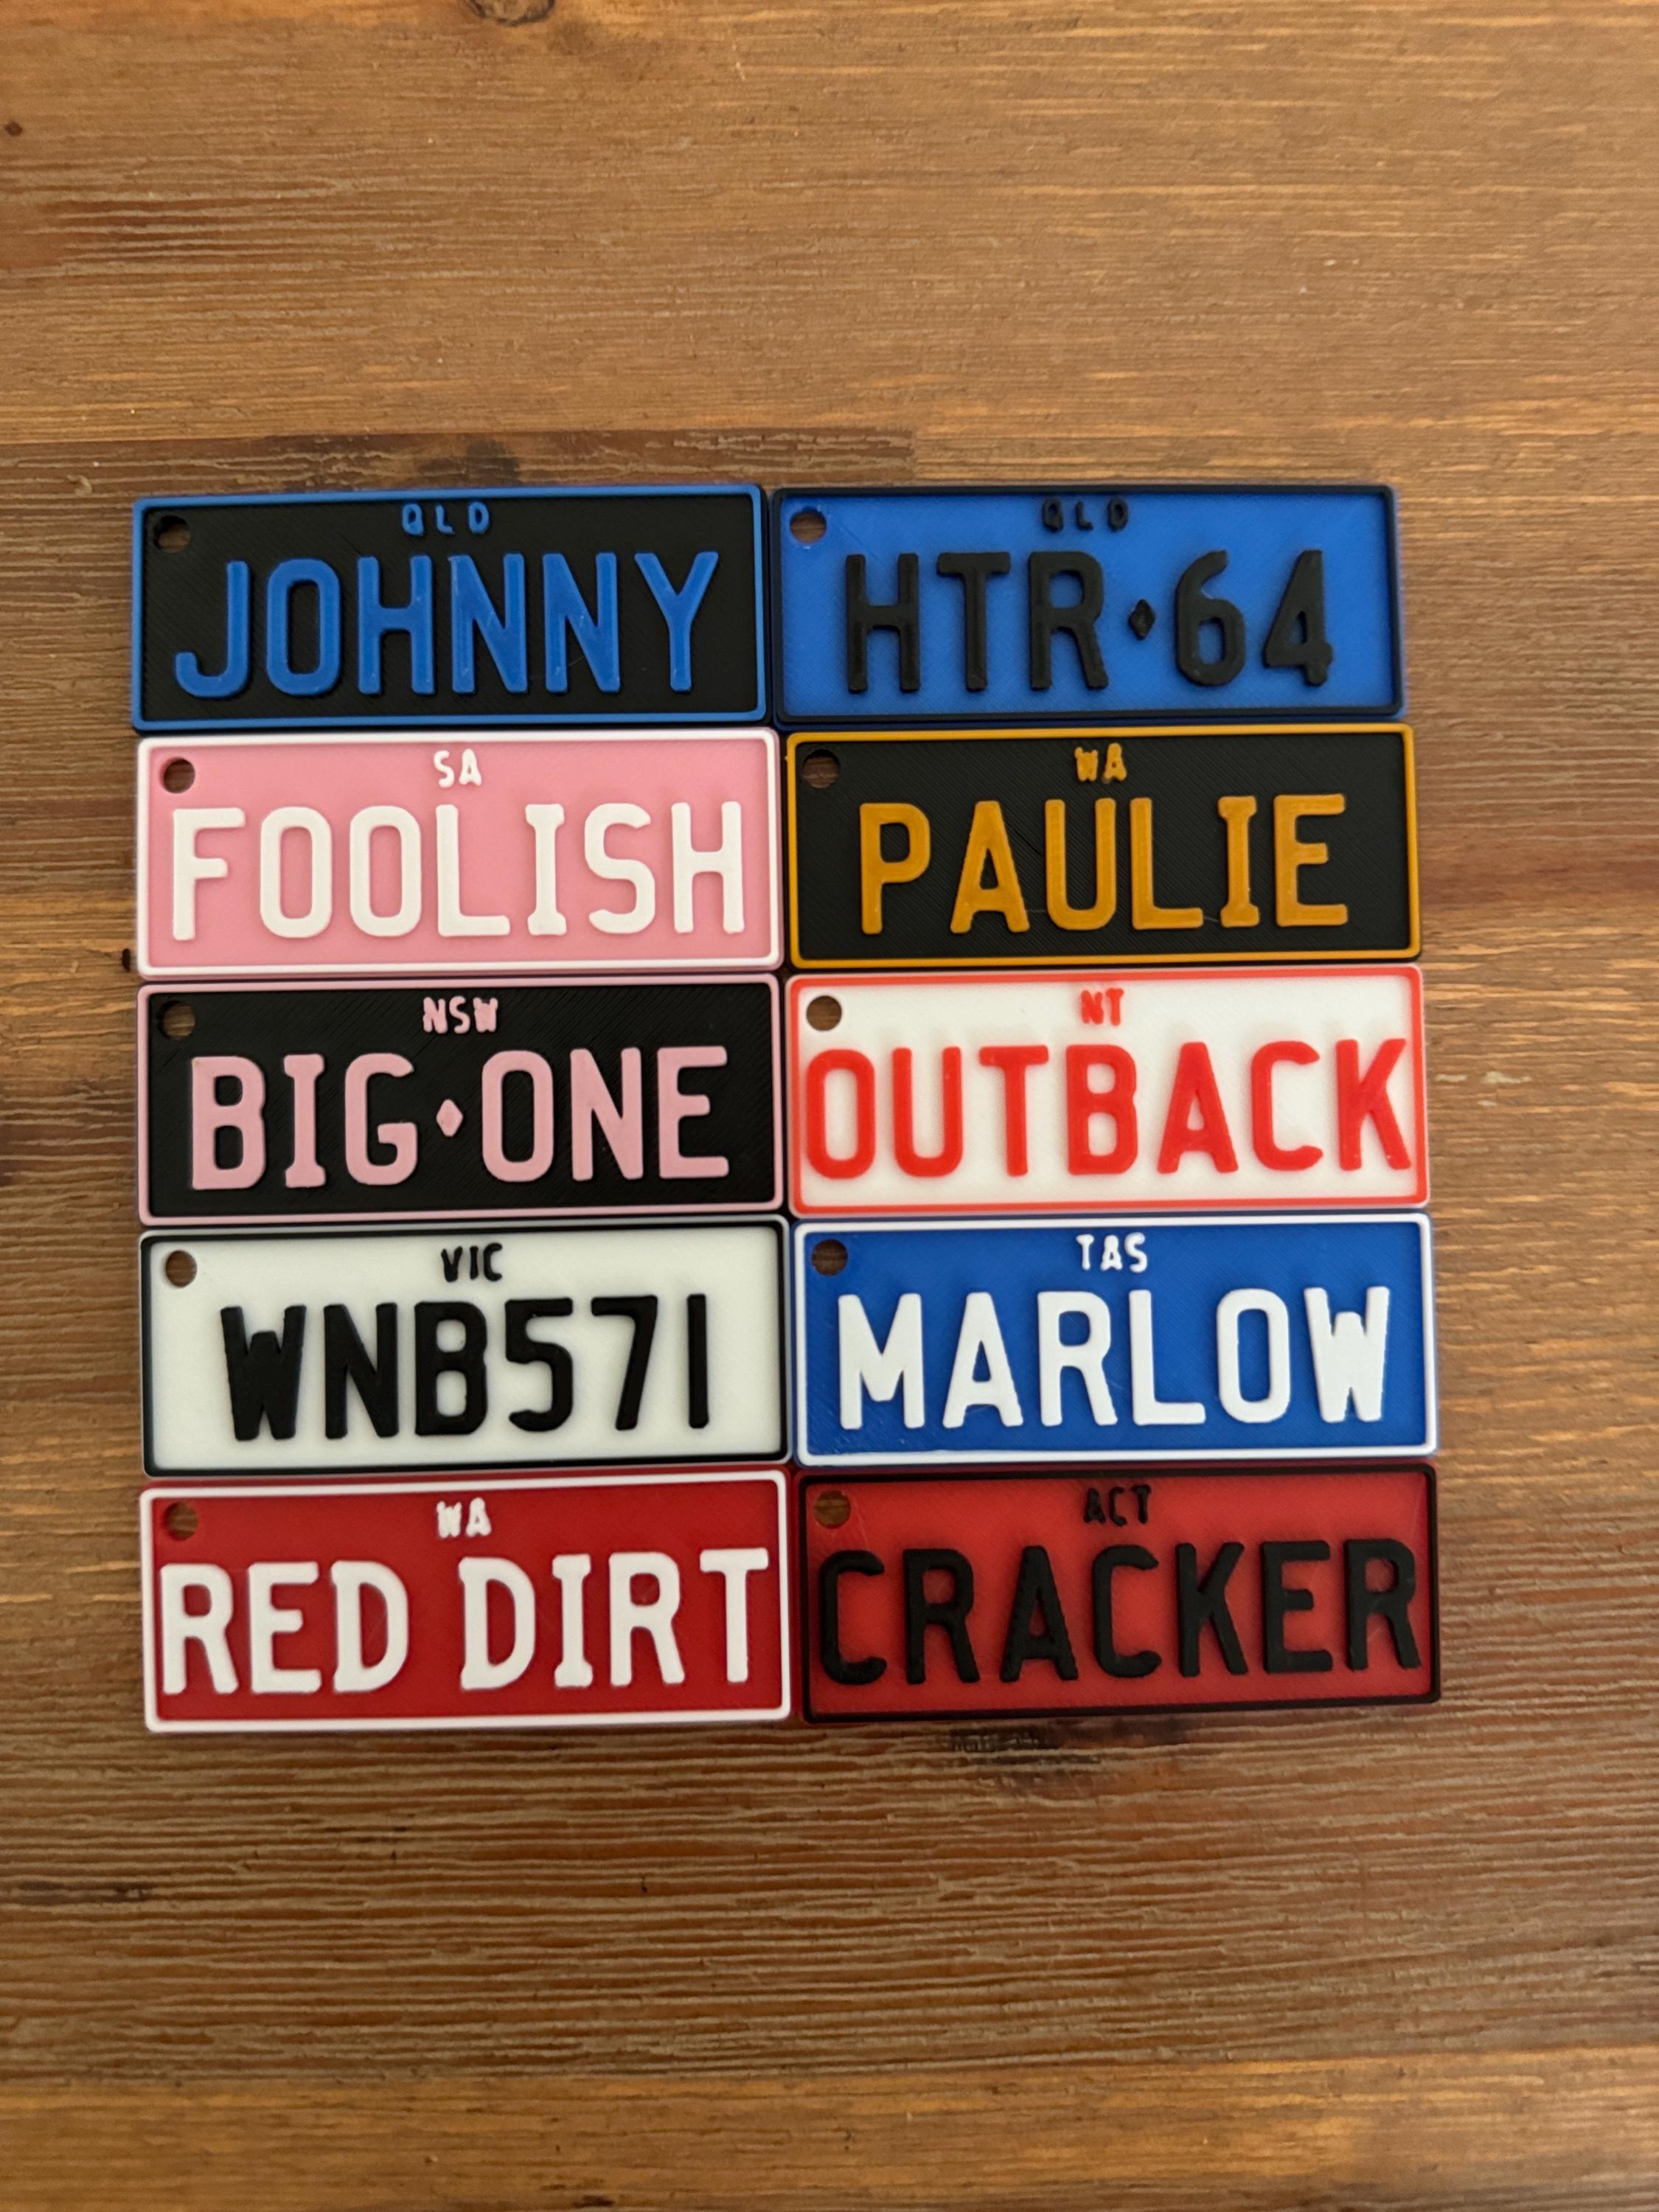 QLD
JOHNNY
QLD
HTR⬧64
SA
FOOLISH
WA
PAULIE
NSW
BIG⬧ONE
NT
OUTBACK
VIC
WNB571
TAS
MARLOW
WA
RED DIRT
ACT
CRACKER